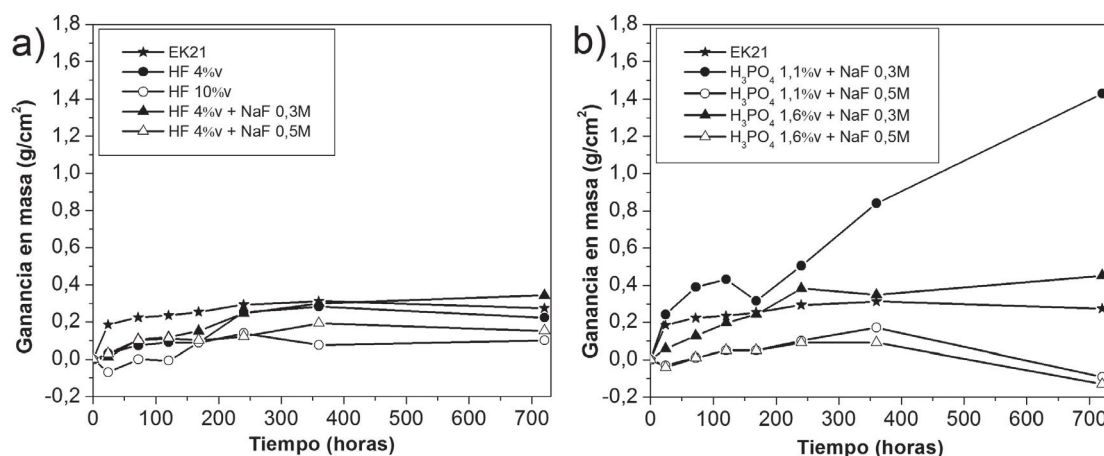 a)
Ganancia en masa (g/cm²)
1,8
1,6
1,4
1,2
1,0
0,8
0,6
0,4
0,2
0,0
-0,2
EK21
HF 4%v
HF 10%v
HF 4%v + NaF 0,3M
HF 4%v + NaF 0,5M
0 100 200 300 400 500 600 700
Tiempo (horas)
b)
Ganancia en masa (g/cm²)
1,8
1,6
1,4
1,2
1,0
0,8
0,6
0,4
0,2
0,0
-0,2
EK21
H₃PO₄ 1,1%v + NaF 0,3M
H₃PO₄ 1,1%v + NaF 0,5M
H₃PO₄ 1,6%v + NaF 0,3M
H₃PO₄ 1,6%v + NaF 0,5M
0 100 200 300 400 500 600 700
Tiempo (horas)